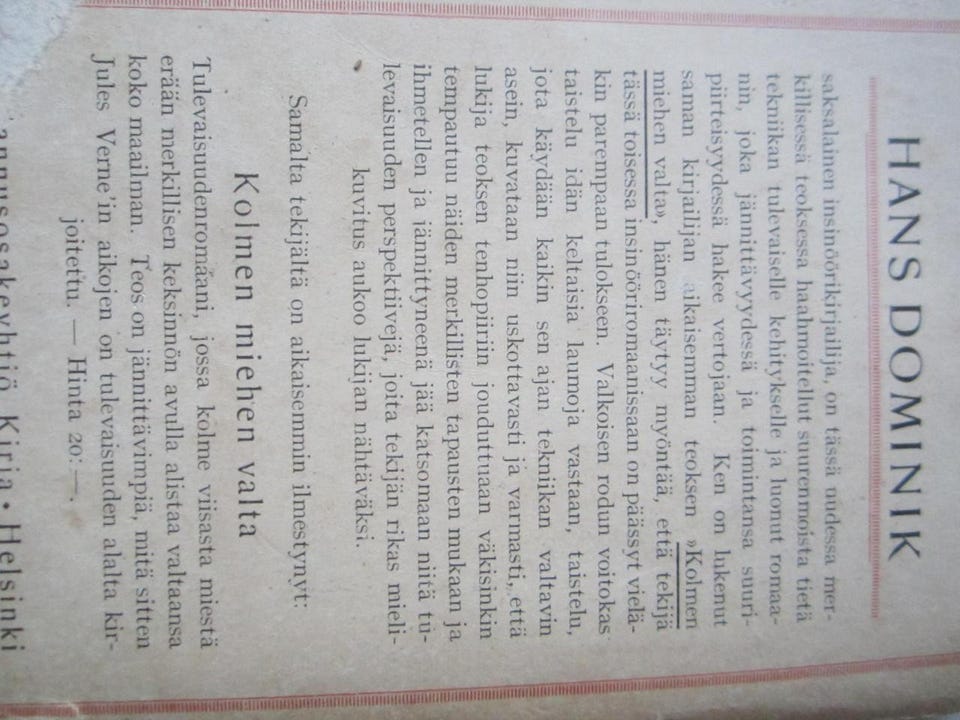 HANS DOMINIK
saksalainen insinöörikirjailija, on tässä uudessa mer-
killisessä teoksessa haahmoitellut suurenmoista tietä
tekniikan tulevaiselle kehitykselle ja luonut romaa-
nin, joka jännittävyydessä ja toimintansa suuri-
piirteisyydessä hakee vertojaan. Ken on lukenut
saman kirjailijan aikaisemman teoksen »Kolmen
miehen valta», hänen täytyy myöntää, että tekijä
tässä toisessa insinööriromaanissaan on päässyt vielä-
kin parempaan tulokseen. Valkoisen rodun voitokas
taistelu idän keltaisia laumoja vastaan, taistelu,
jota käydään kaikin sen ajan tekniikan valtavin
asein, kuvataan niin uskottavasti ja varmasti, että
lukija teoksen tenhopiiriin jouduttuaan väkisinkin
tempautuu näiden merkillisten tapausten mukaan ja
ihmetellen ja jännittyneenä jää katsomaan niitä tu-
levaisuuden perspektiivejä, joita tekijän rikas mieli-
kuvitus aukoo lukijan nähtäväksi.
Samalta tekijältä on aikaisemmin ilmestynyt:
Kolmen miehen valta
Tulevaisuudenromaani, jossa kolme viisasta miestä
erään merkillisen keksinnön avulla alistaa valtaansa
koko maailman. Teos on jännittävimpiä, mitä sitten
Jules Verne'in aikojen on tulevaisuuden alalta kir-
joitettu. — Hinta 20: —.
annusosakeyhtiö Kirja • Helsinki